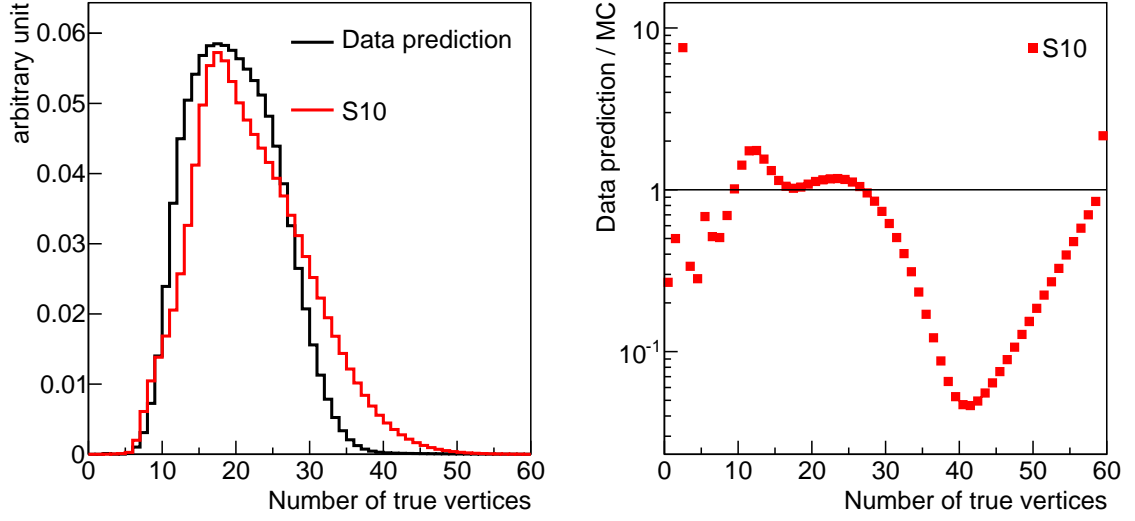 arbitrary unit
0.06
0.05
0.04
0.03
0.02
0.01
0
Data prediction
S10
0 10 20 30 40 50 60
Number of true vertices
Data prediction / MC
10
1
10⁻¹
S10
0 10 20 30 40 50 60
Number of true vertices